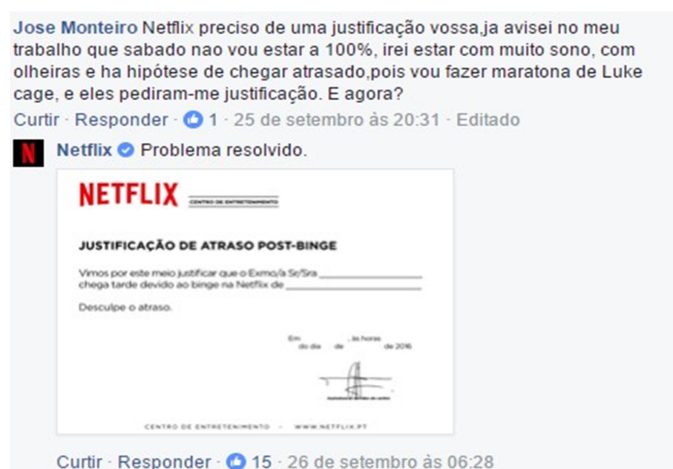 Jose Monteiro Netflix preciso de uma justificação vossa,ja avisei no meu
trabalho que sabado nao vou estar a 100%, irei estar com muito sono, com
olheiras e ha hipótese de chegar atrasado,pois vou fazer maratona de Luke
cage, e eles pediram-me justificação. E agora?
Curtir · Responder · 1 · 25 de setembro às 20:31 · Editado
N Netflix Problema resolvido.
NETFLIX CENTRO DE ENTRETENIMENTO
JUSTIFICAÇÃO DE ATRASO POST-BINGE
Vimos por este meio justificar que o Exmo/a Sr/Sra
chega tarde devido ao binge na Netflix de
Desculpe o atraso.
Em , às horas
do dia de de 2016
CENTRO DE ENTRETENIMENTO - WWW.NETFLIX.PT
Curtir · Responder · 15 · 26 de setembro às 06:28